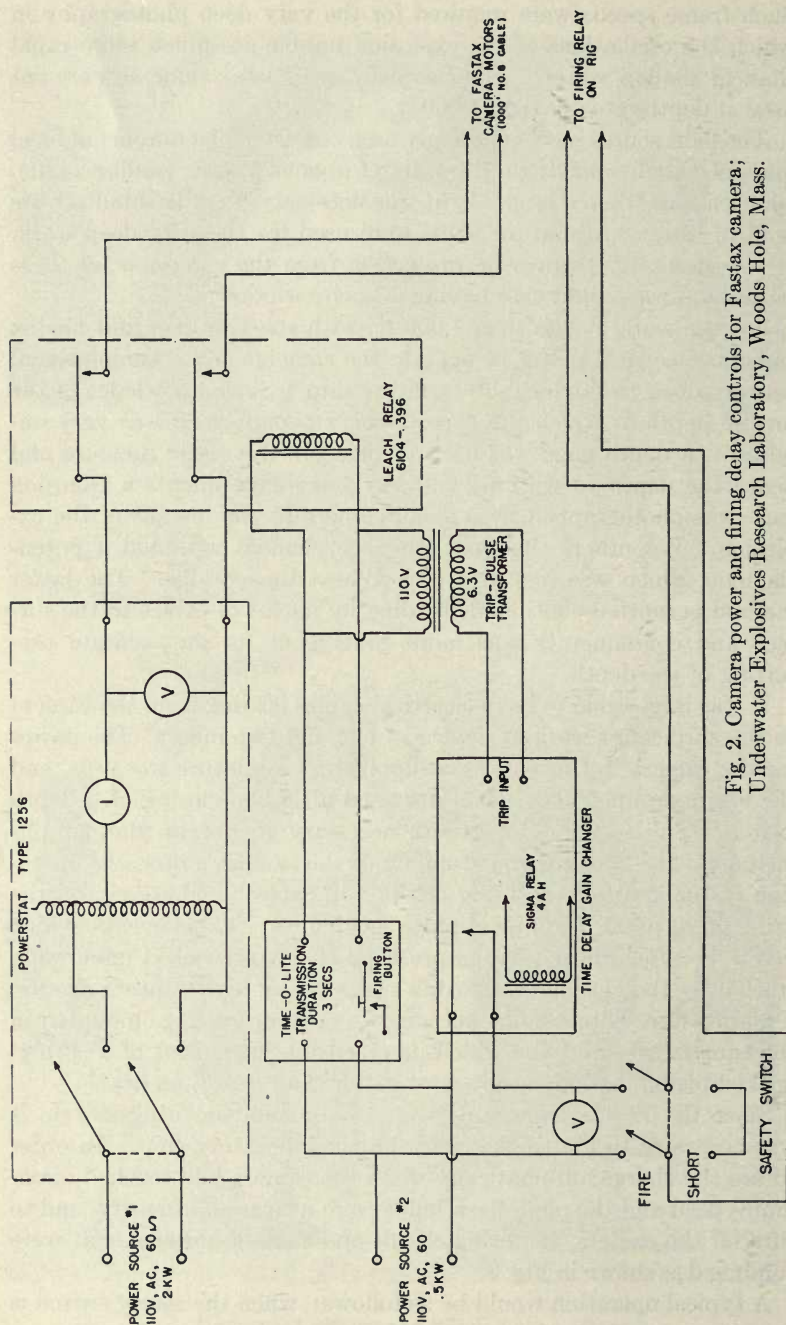 POWERSTAT TYPE 1256
POWER SOURCE #1
110V, AC, 60 ∿
2 KW
I
V
LEACH RELAY
6104-.396
TO FASTAX
CAMERA MOTORS
(1000' NO. 8 CABLE)
TO FIRING RELAY
ON RIG
POWER SOURCE #2
110V, AC, 60
.5KW
TIME-O-LITE
TRANSMISSION
DURATION
3 SECS
FIRING
BUTTON
110V
6.3V
TRIP-PULSE
TRANSFORMER
TRIP INPUT
SIGMA RELAY
4AH
TIME DELAY GAIN CHANGER
V
FIRE
SHORT
SAFETY SWITCH
Fig. 2. Camera power and firing delay controls for Fastax camera;
Underwater Explosives Research Laboratory, Woods Hole, Mass.